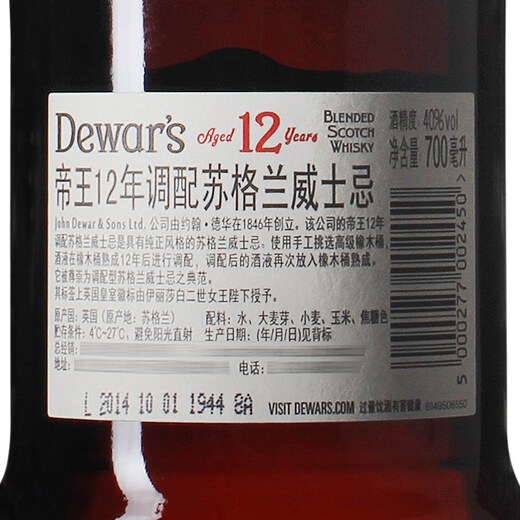 Dewar's Aged 12 Years BLENDED SCOTCH WHISKY
酒精度: 40%vol
净含量: 700毫升
帝王12年调配苏格兰威士忌
John Dewar & Sons Ltd. 公司由约翰·德华在1846年创立。该公司的帝王12年
调配苏格兰威士忌是具有纯正风格的苏格兰威士忌: 使用手工挑选高级橡木桶,
酒液在橡木桶熟成12年后进行调配, 调配后的酒液再次放入橡木桶熟成。
它被尊崇为调配型苏格兰威士忌之典范。
其标签上英国皇室徽标由伊丽莎白二世女王陛下授予。
原产国: 英国 (原产地: 苏格兰)
配料: 水、大麦芽、小麦、玉米、焦糖色
贮存条件: 4℃~27℃, 避免阳光直射
生产日期: (年/月/日)见背标
总经销:
地址:
电话:
L 2014 10 01 1944 8A
VISIT DEWARS.COM 过量饮酒有害健康 8149506550
5 000277 002450 >